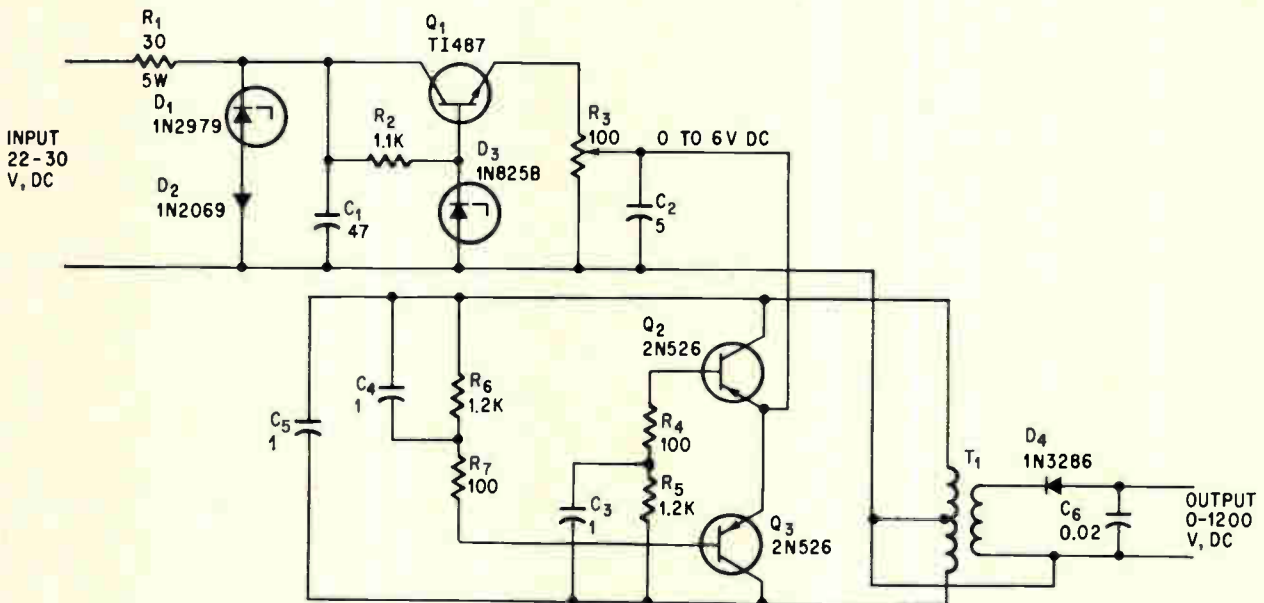 R1
30
5W
Q1
TI487
D1
1N2979
INPUT
22-30
V, DC
D2
1N2069
R2
1.1K
D3
1N825B
C1
47
R3
100
0 TO 6V DC
C2
5
Q2
2N526
C4
1
R6
1.2K
C5
1
R7
100
R4
100
R5
1.2K
C3
1
Q3
2N526
T1
D4
1N3286
C6
0.02
OUTPUT
0-1200
V, DC